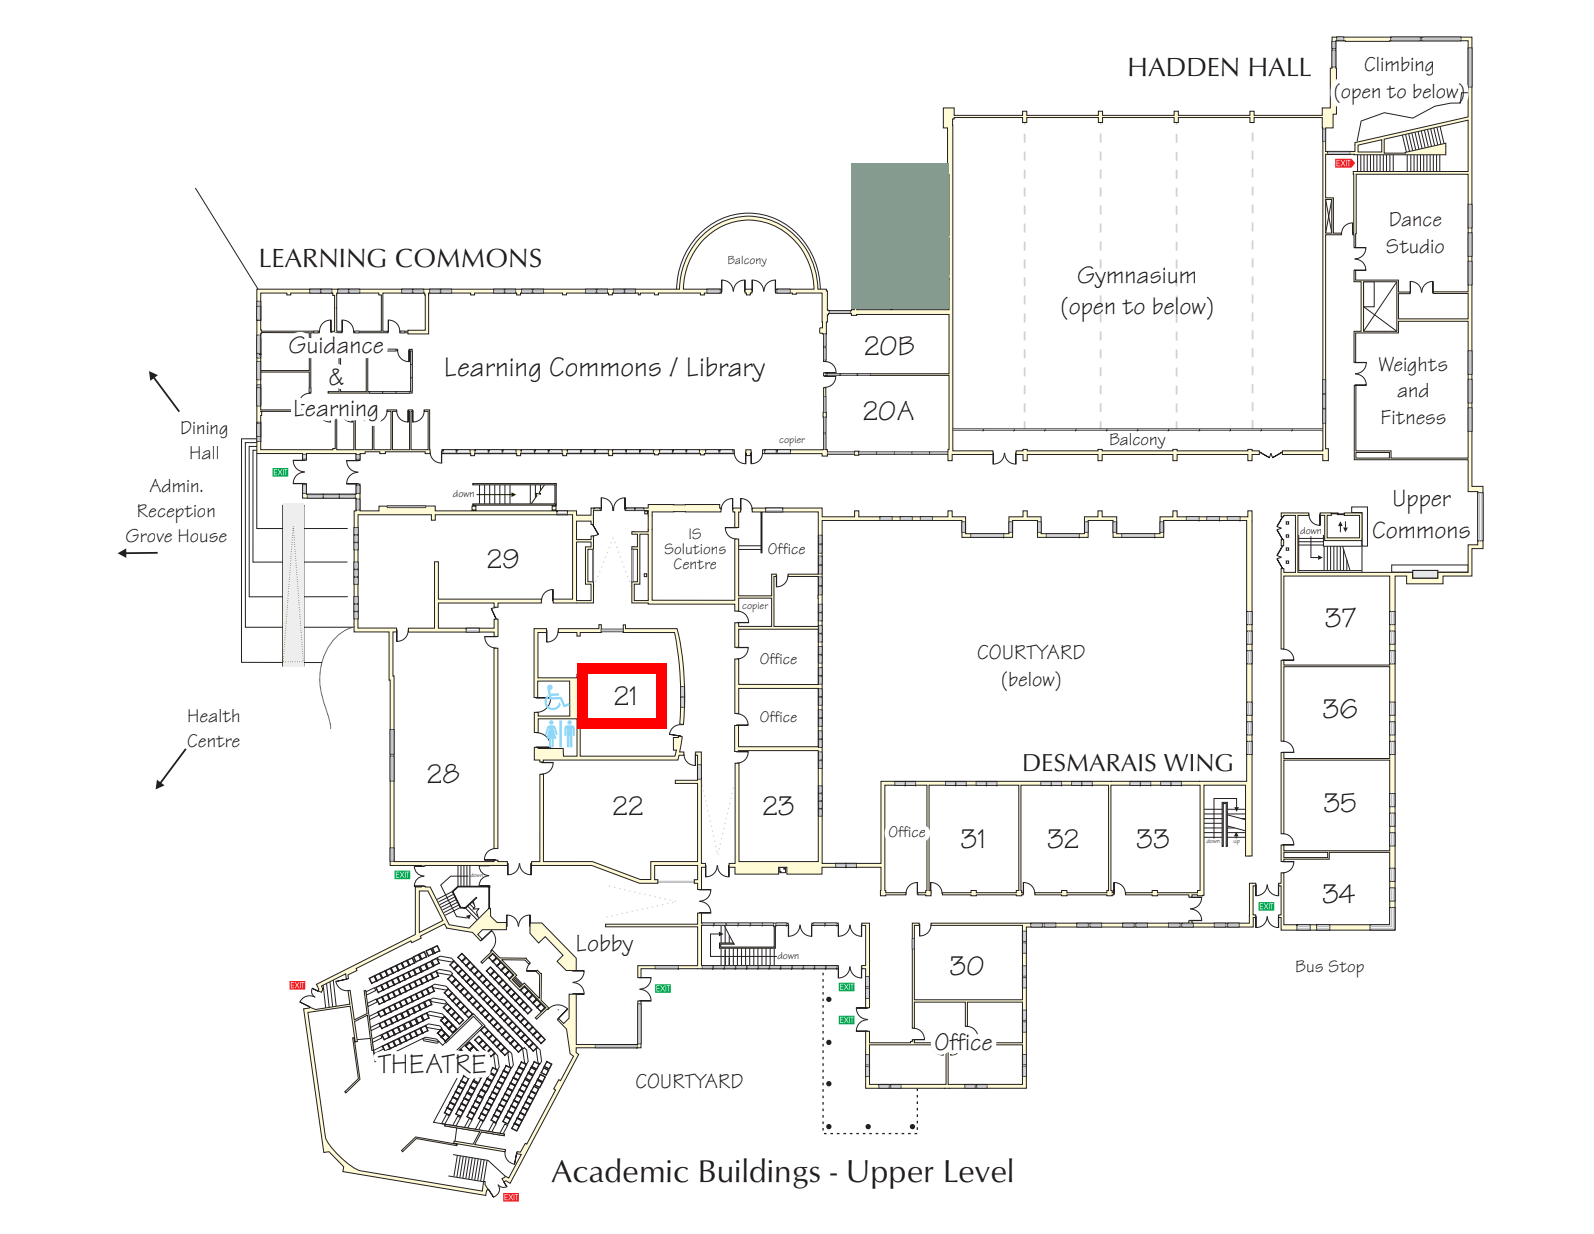 HADDEN HALL
Climbing
(open to below)
EXIT
Dance
Studio
LEARNING COMMONS
Balcony
Gymnasium
(open to below)
Guidance
&
Learning
Learning Commons / Library
20B
20A
Weights
and
Fitness
copier
Balcony
Dining
Hall
EXIT
Admin.
Reception
Grove House
down
Upper
Commons
down
29
IS
Solutions
Centre
Office
copier
37
Office
COURTYARD
(below)
21
36
Office
Health
Centre
DESMARAIS WING
28
22
23
35
Office
31
32
33
down
up
EXIT
down
34
EXIT
Lobby
down
30
Bus Stop
EXIT
EXIT
EXIT
EXIT
Office
THEATRE
COURTYARD
Academic Buildings - Upper Level
EXIT